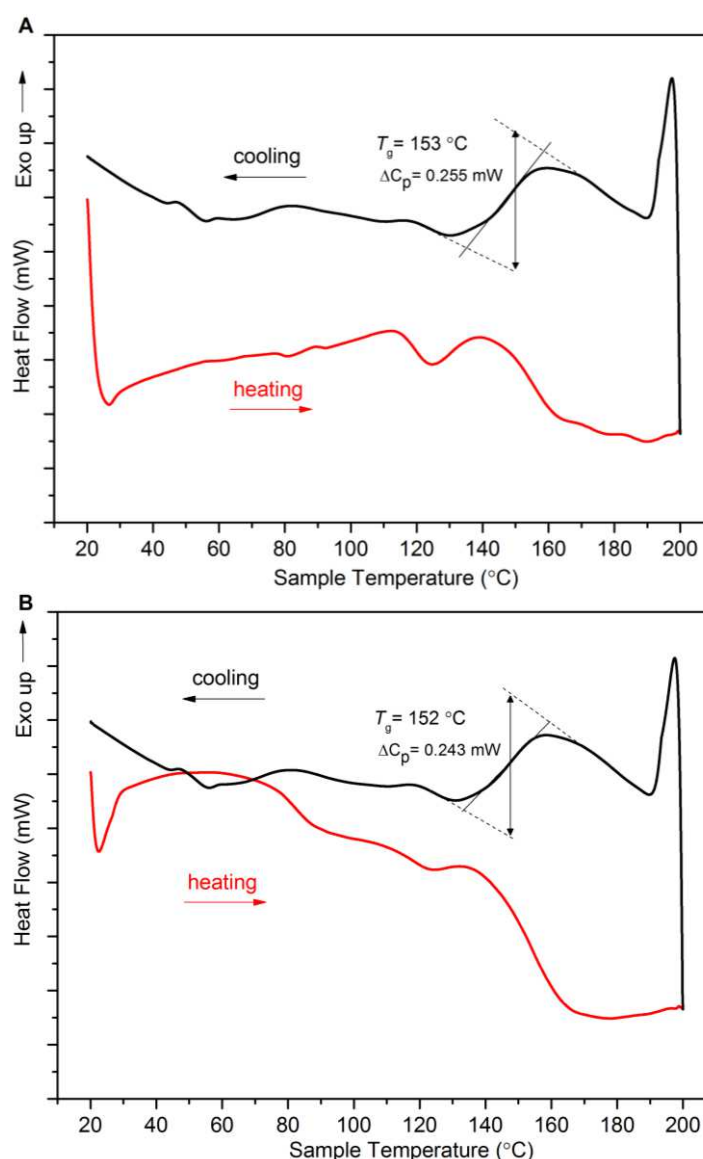 A
Exo up
Heat Flow (mW)
cooling
Tg= 153 °C
ΔCp= 0.255 mW
heating
20 40 60 80 100 120 140 160 180 200
Sample Temperature (°C)
B
Exo up
Heat Flow (mW)
cooling
Tg= 152 °C
ΔCp= 0.243 mW
heating
20 40 60 80 100 120 140 160 180 200
Sample Temperature (°C)